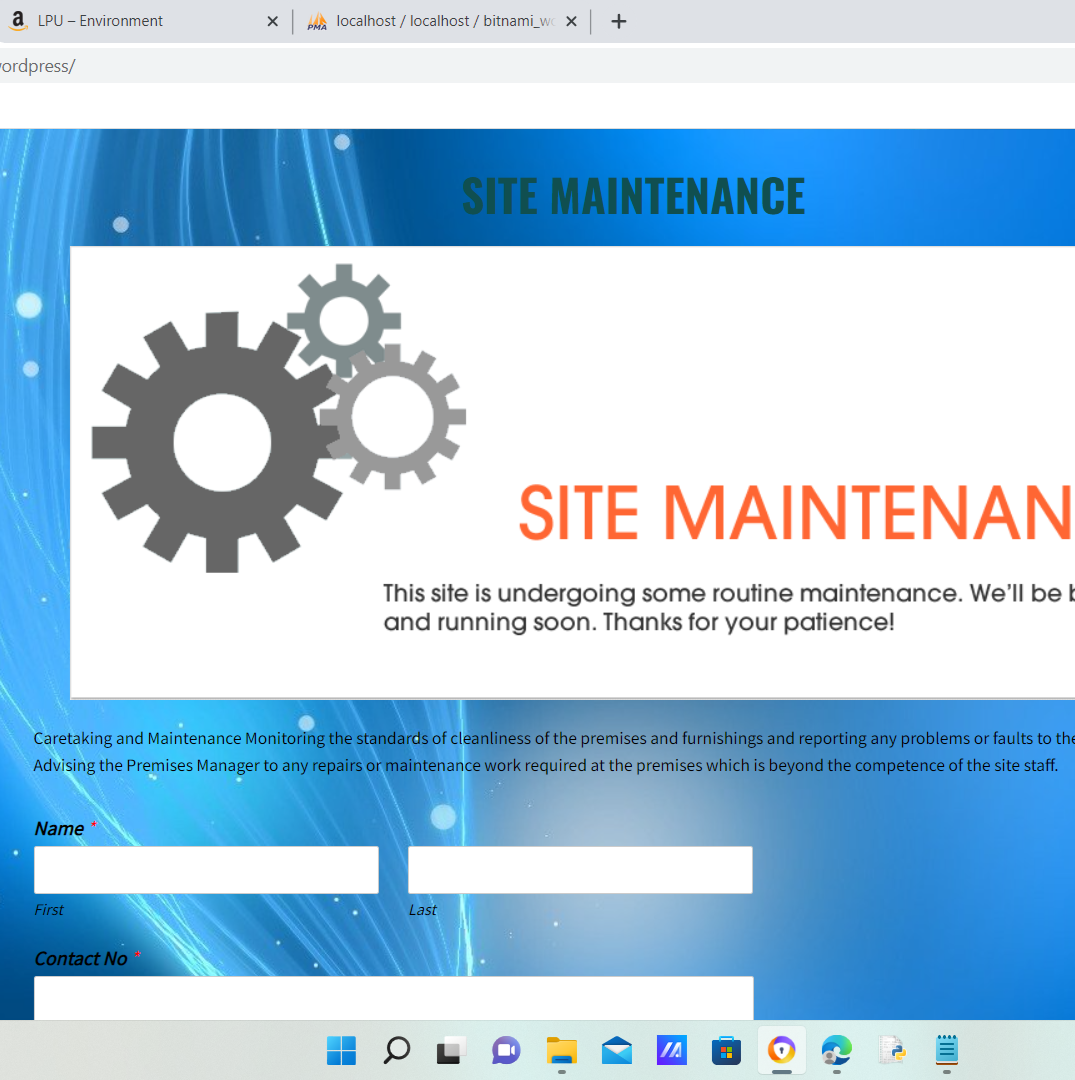 LPU – Environment
localhost / localhost / bitnami_w
ordpress/
SITE MAINTENANCE
SITE MAINTENAN
This site is undergoing some routine maintenance. We'll be
and running soon. Thanks for your patience!
Caretaking and Maintenance Monitoring the standards of cleanliness of the premises and furnishings and reporting any problems or faults to the
Advising the Premises Manager to any repairs or maintenance work required at the premises which is beyond the competence of the site staff.
Name *
First Last
Contact No *